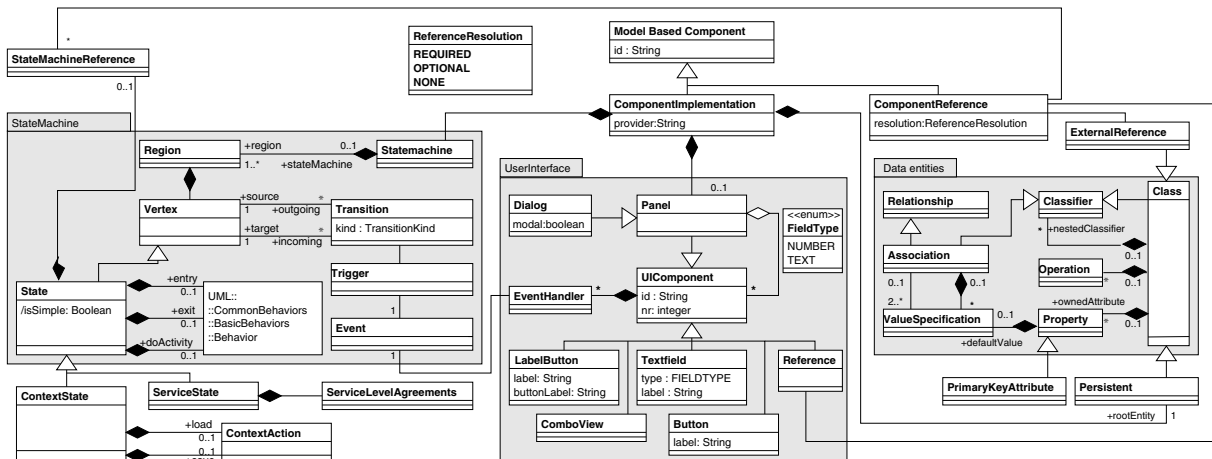 ReferenceResolution
REQUIRED
OPTIONAL
NONE
Model Based Component
id : String
*
StateMachineReference
0..1
ComponentImplementation
provider:String
ComponentReference
resolution:ReferenceResolution
ExternalReference
StateMachine
Region
+region
0..1
1..*
+stateMachine
Statemachine
Vertex
+source
*
1
+outgoing
+target
*
1
+incoming
Transition
kind : TransitionKind
Trigger
1
Event
1
State
/isSimple: Boolean
+entry
0..1
+exit
0..1
+doActivity
0..1
UML::
::CommonBehaviors
::BasicBehaviors
::Behavior
ContextState
ServiceState
ServiceLevelAgreements
+load
0..1
ContextAction
UserInterface
0..1
Dialog
modal:boolean
Panel
<<enum>>
FieldType
NUMBER
TEXT
EventHandler
*
UIComponent
id : String
nr: integer
*
LabelButton
label: String
buttonLabel: String
Textfield
type : FIELDTYPE
label : String
Reference
ComboView
Button
label: String
Data entities
Relationship
Classifier
Class
*
+nestedClassifier
0..1
Association
Operation
*
0..1
0..1
2..*
0..1
*
+ownedAttribute
ValueSpecification
0..1
Property
*
0..1
+defaultValue
PrimaryKeyAttribute
Persistent
+rootEntity
1